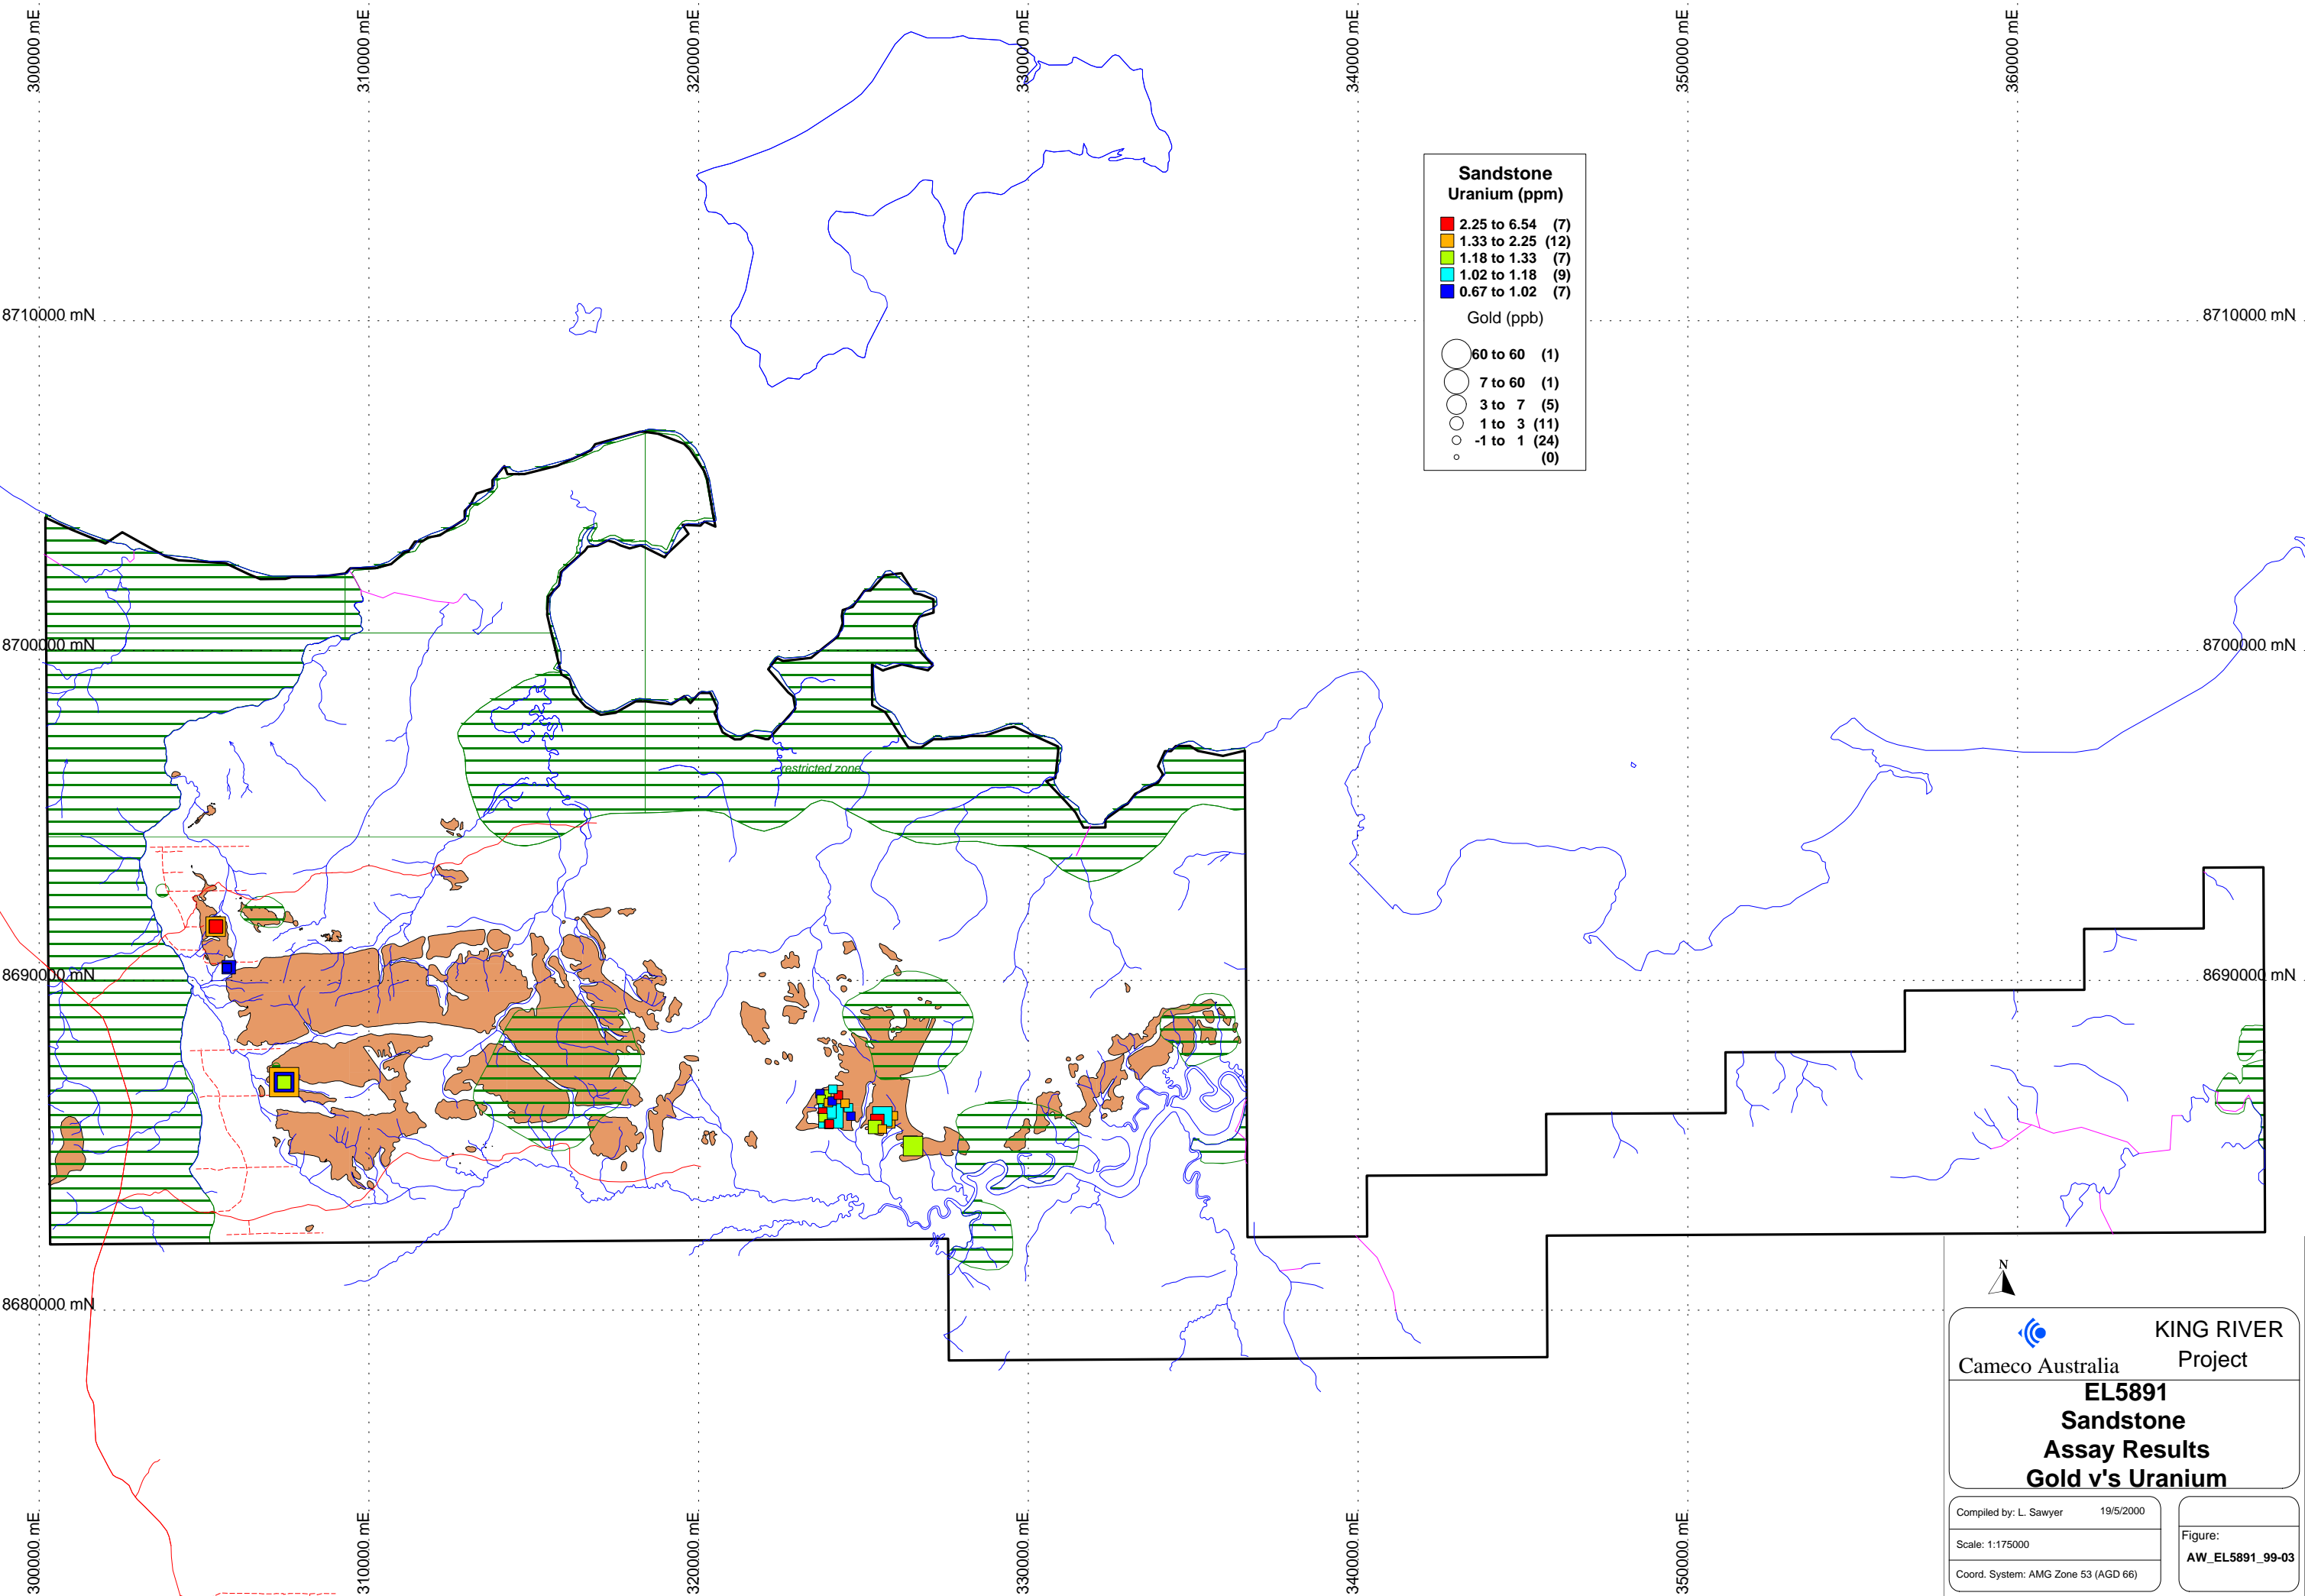 300000 mE
310000 mE
320000 mE
330000 mE
340000 mE
350000 mE
360000 mE
Sandstone
Uranium (ppm)
2.25 to 6.54 (7)
1.33 to 2.25 (12)
1.18 to 1.33 (7)
1.02 to 1.18 (9)
0.67 to 1.02 (7)
Gold (ppb)
60 to 60 (1)
7 to 60 (1)
3 to 7 (5)
1 to 3 (11)
-1 to 1 (24)
(0)
8710000 mN
8710000 mN
8700000 mN
8700000 mN
restricted zone
8690000 mN
8690000 mN
8680000 mN
N
Cameco Australia
KING RIVER
Project
EL5891
Sandstone
Assay Results
Gold v's Uranium
Compiled by: L. Sawyer 19/5/2000
Scale: 1:175000
Coord. System: AMG Zone 53 (AGD 66)
Figure:
AW_EL5891_99-03
300000 mE
310000 mE
320000 mE
330000 mE
340000 mE
350000 mE